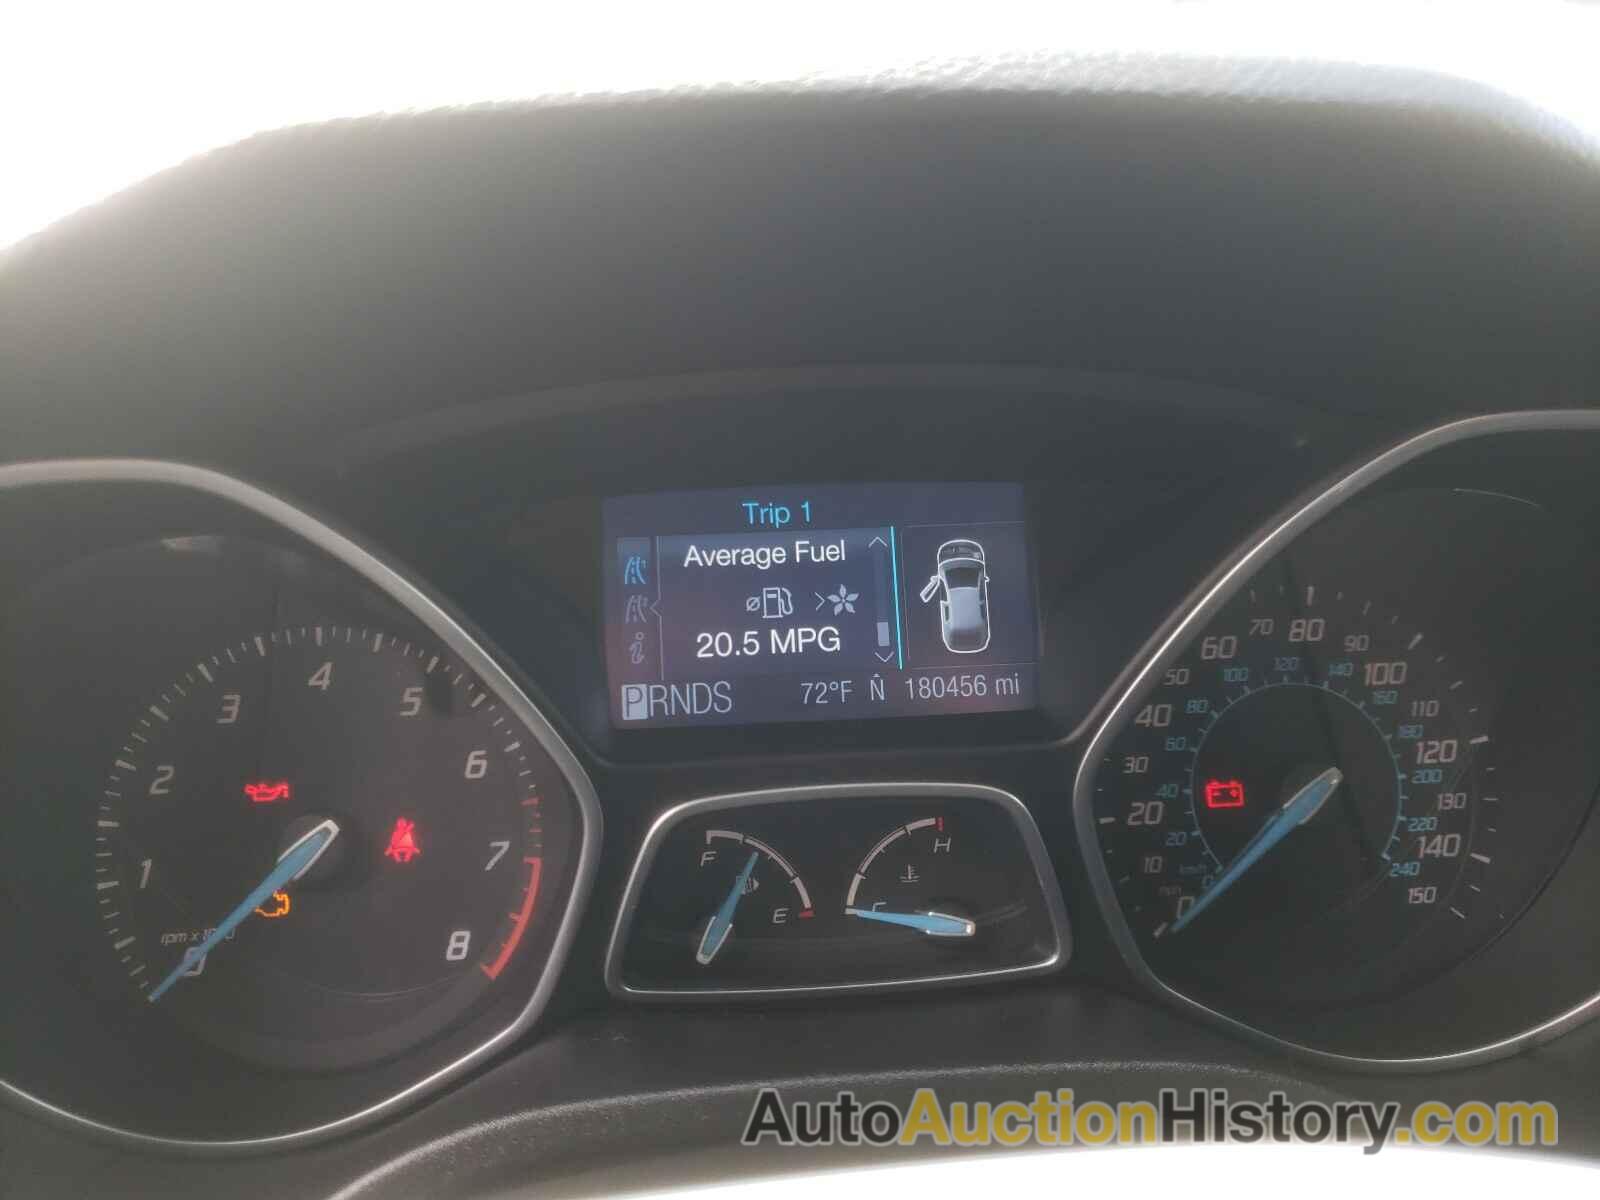 Trip 1
Average Fuel
20.5 MPG
PRNDS 72°F N 180456 mi
1 2 3 4 5 6 7 8
F E
H
mph 0 10 20 30 40 50 60 70 80 90 100 110 120 130 140 150
km/h 0 20 40 60 80 100 120 140 160 180 200 220 240
AutoAuctionHistory.com